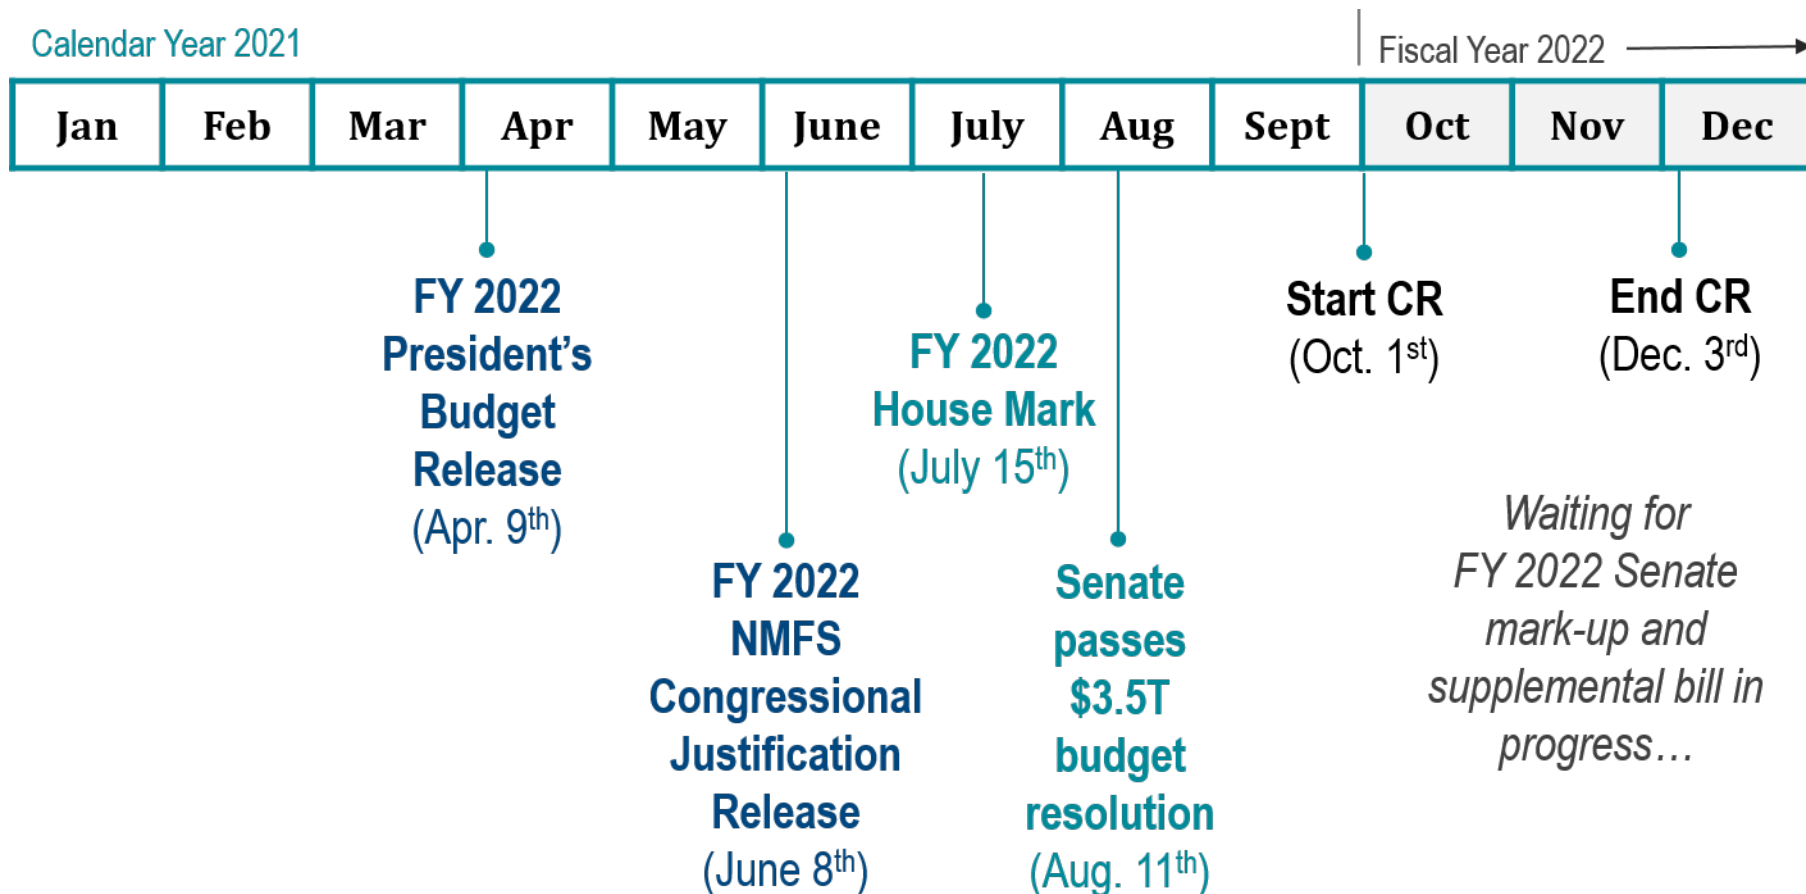 Calendar Year 2021
Fiscal Year 2022
Jan Feb Mar Apr May June July Aug Sept Oct Nov Dec
FY 2022
President’s
Budget
Release
(Apr. 9th)
FY 2022
NMFS
Congressional
Justification
Release
(June 8th)
FY 2022
House Mark
(July 15th)
Senate
passes
$3.5T
budget
resolution
(Aug. 11th)
Start CR
(Oct. 1st)
End CR
(Dec. 3rd)
Waiting for
FY 2022 Senate
mark-up and
supplemental bill in
progress…